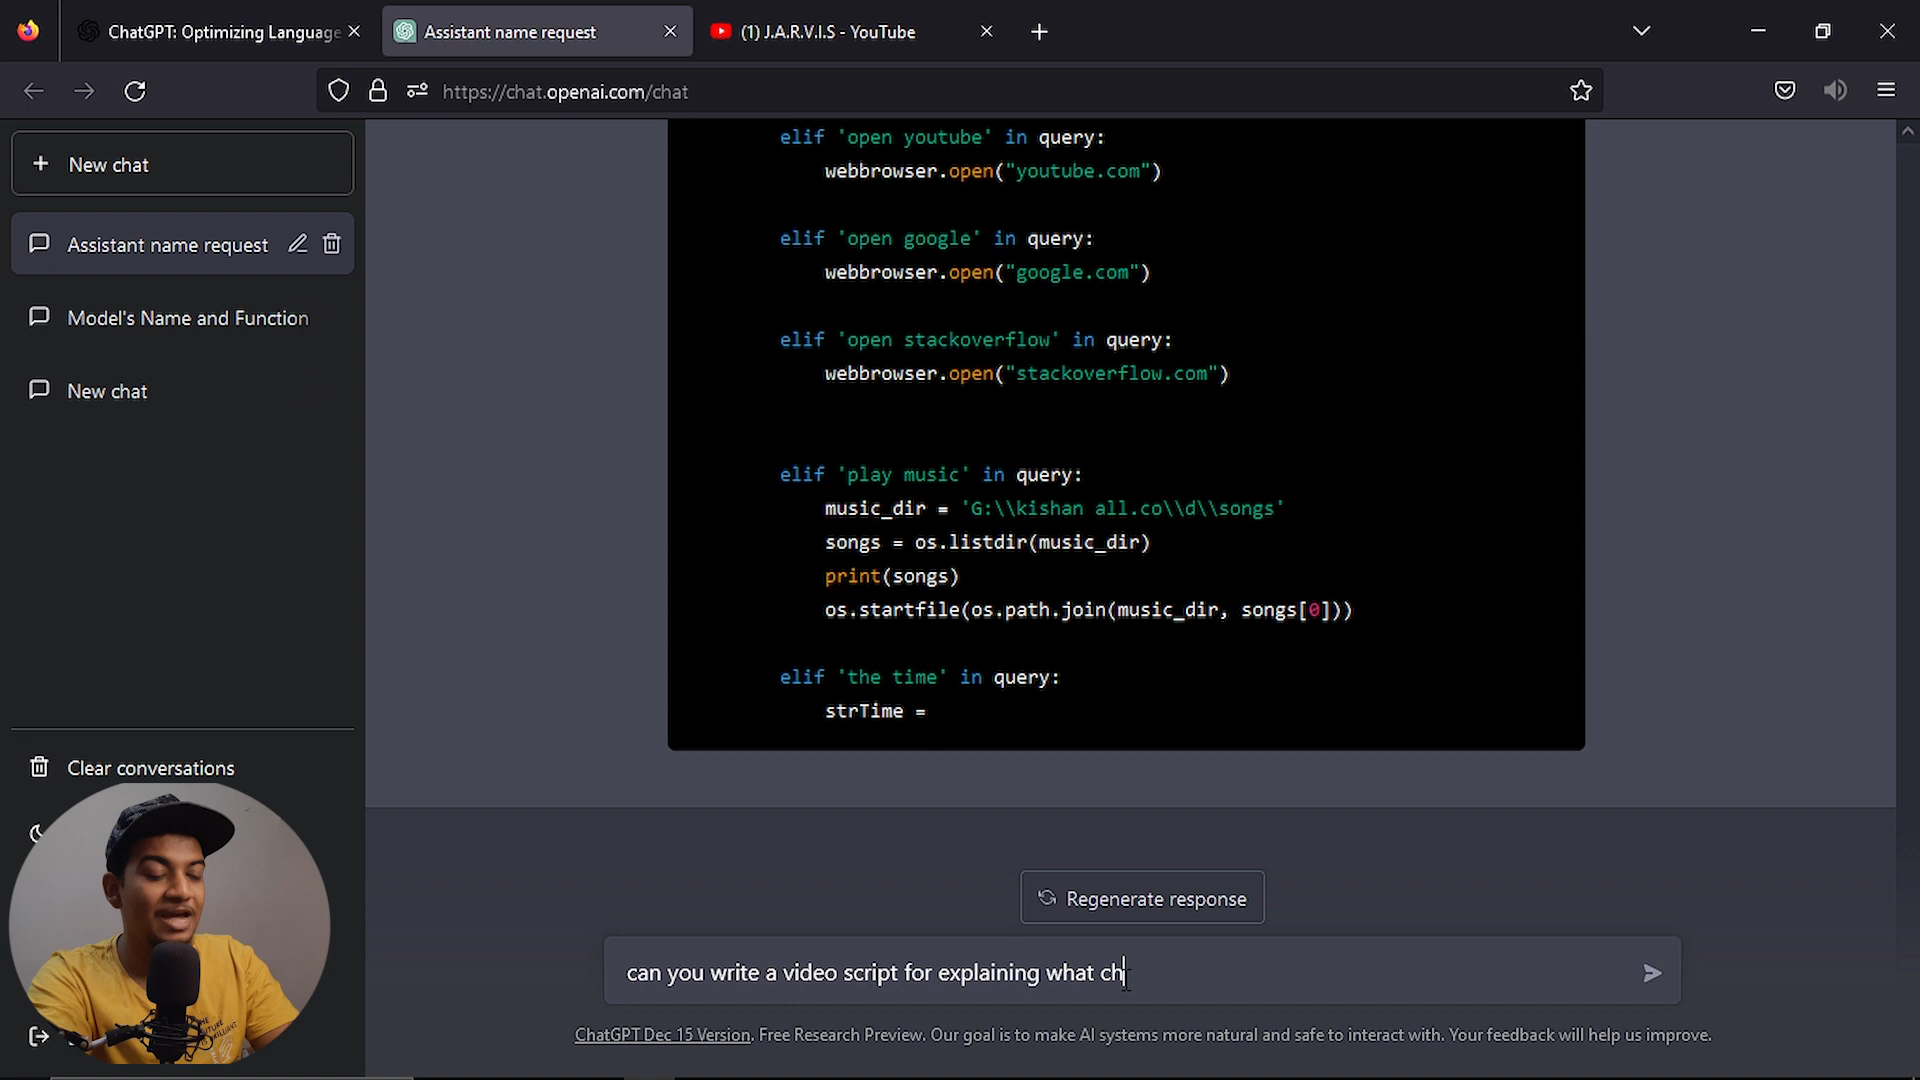 ChatGPT: Optimizing Language
Assistant name request
(1) J.A.R.V.I.S - YouTube
https://chat.openai.com/chat
New chat
Assistant name request
Model's Name and Function
New chat
Clear conversations
elif 'open youtube' in query:
webbrowser.open("youtube.com")
elif 'open google' in query:
webbrowser.open("google.com")
elif 'open stackoverflow' in query:
webbrowser.open("stackoverflow.com")
elif 'play music' in query:
music_dir = 'G:\\kishan all.co\\d\\songs'
songs = os.listdir(music_dir)
print(songs)
os.startfile(os.path.join(music_dir, songs[0]))
elif 'the time' in query:
strTime =
Regenerate response
can you write a video script for explaining what ch
ChatGPT Dec 15 Version. Free Research Preview. Our goal is to make AI systems more natural and safe to interact with. Your feedback will help us improve.